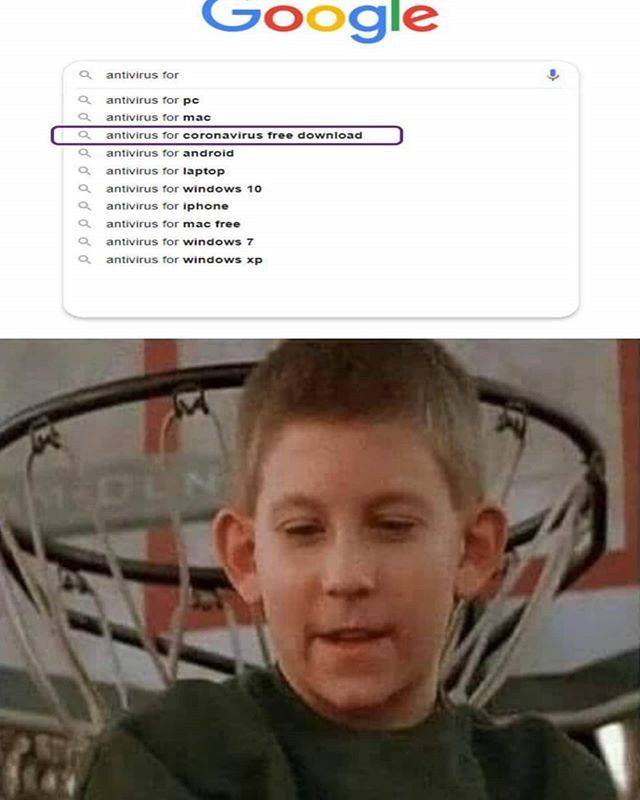 Google
antivirus for
antivirus for pc
antivirus for mac
antivirus for coronavirus free download
antivirus for android
antivirus for laptop
antivirus for windows 10
antivirus for iphone
antivirus for mac free
antivirus for windows 7
antivirus for windows xp